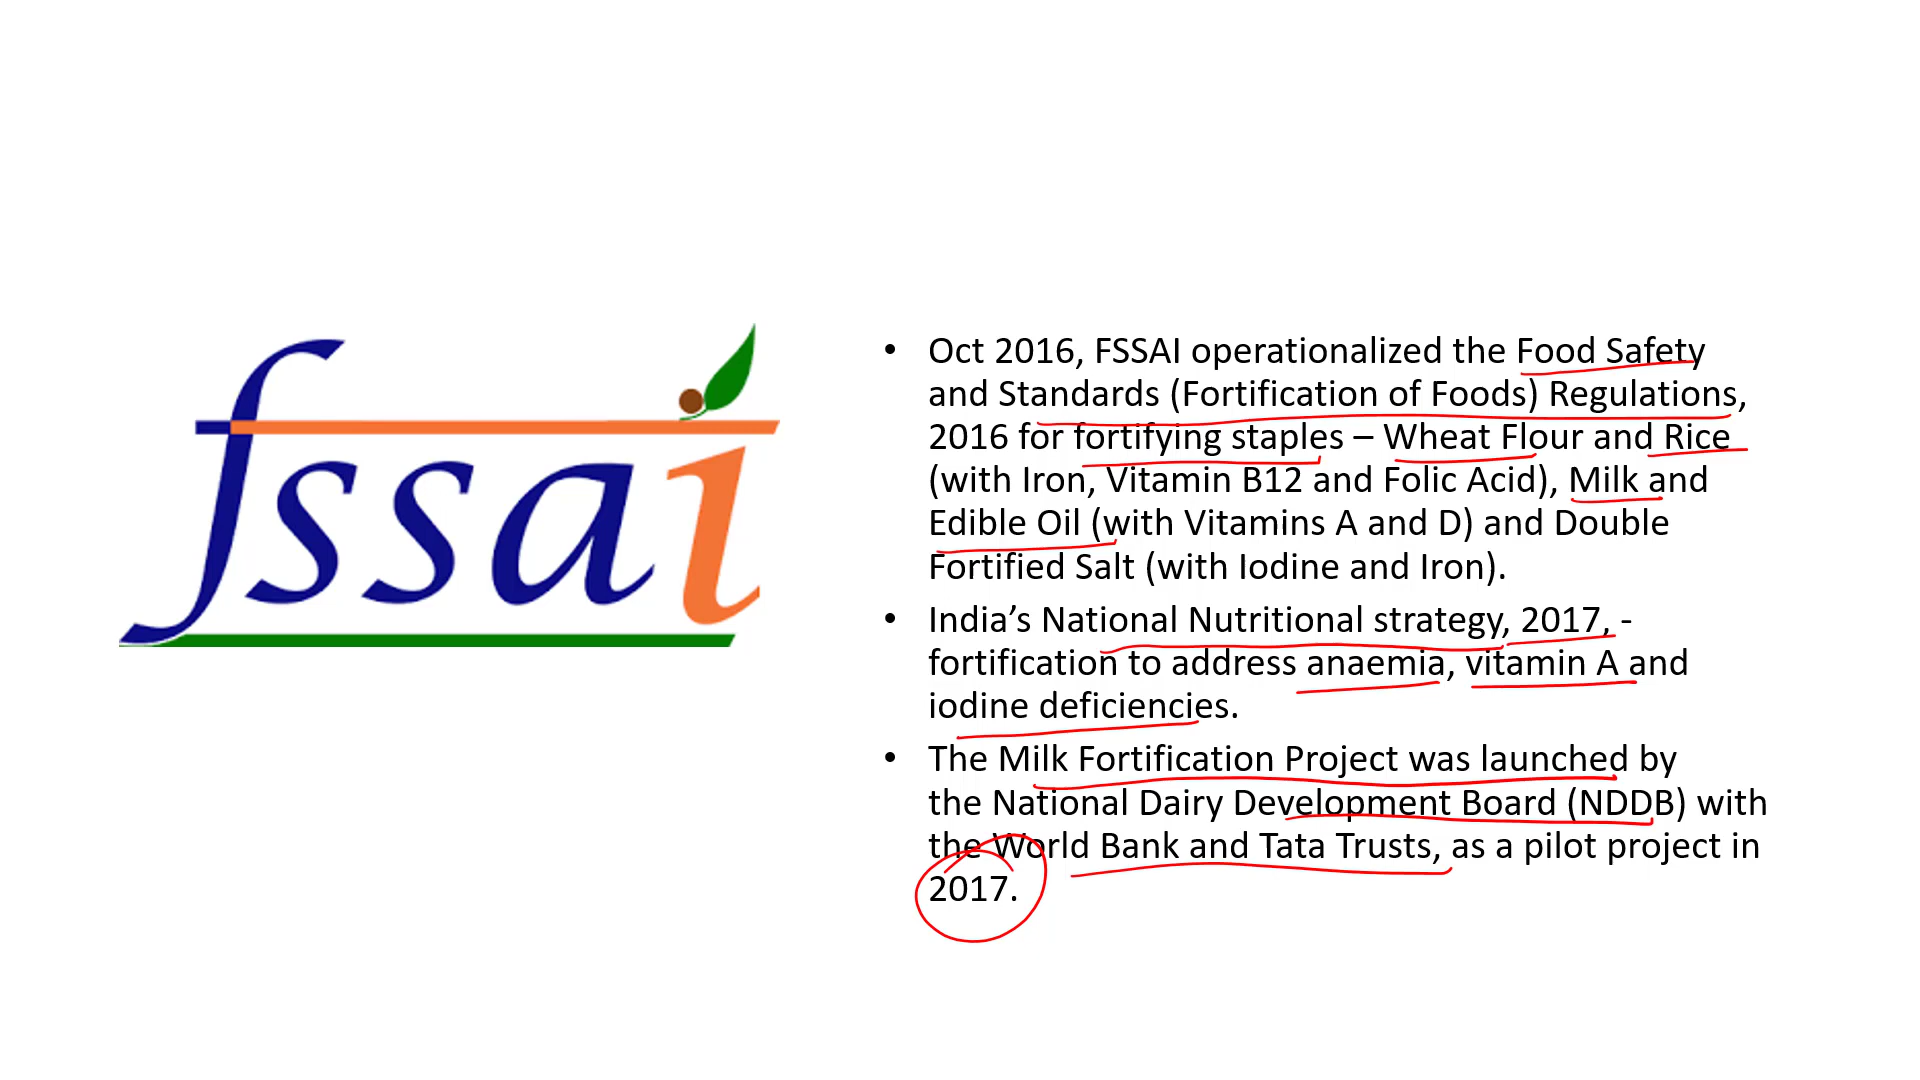 fssai
• Oct 2016, FSSAI operationalized the Food Safety
and Standards (Fortification of Foods) Regulations,
2016 for fortifying staples – Wheat Flour and Rice
(with Iron, Vitamin B12 and Folic Acid), Milk and
Edible Oil (with Vitamins A and D) and Double
Fortified Salt (with Iodine and Iron).
• India’s National Nutritional strategy, 2017, -
fortification to address anaemia, vitamin A and
iodine deficiencies.
• The Milk Fortification Project was launched by
the National Dairy Development Board (NDDB) with
the World Bank and Tata Trusts, as a pilot project in
2017.